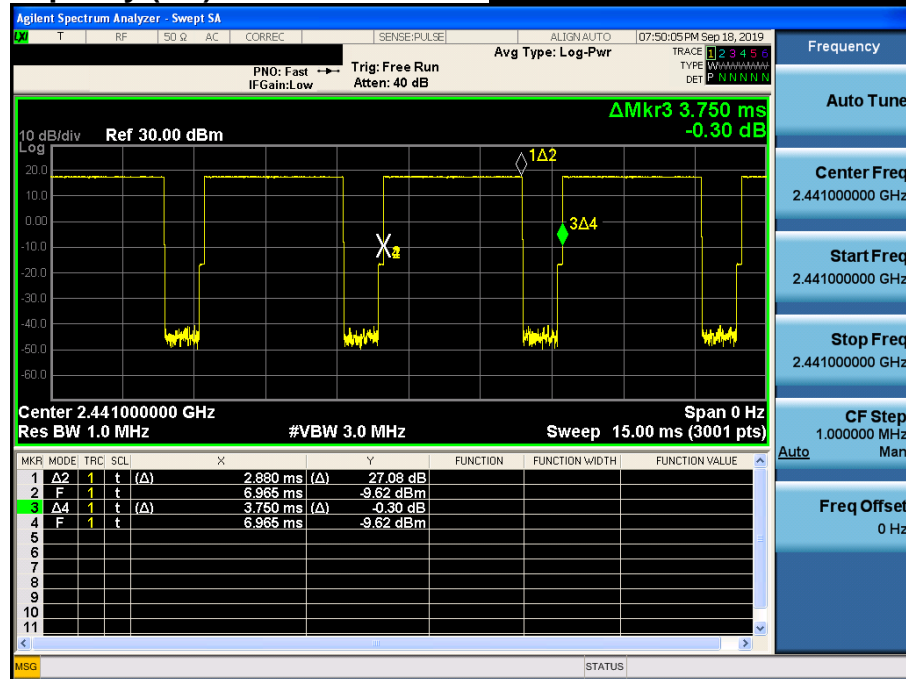 Agilent Spectrum Analyzer - Swept SA
LXI T RF 50 Ω AC CORREC SENSE:PULSE ALIGN AUTO 07:50:05 PM Sep 18, 2019
Avg Type: Log-Pwr TRACE 1 2 3 4 5 6
PNO: Fast Trig: Free Run TYPE WWWWWW
IFGain:Low Atten: 40 dB DET P N N N N N
ΔMkr3 3.750 ms
-0.30 dB
10 dB/div Ref 30.00 dBm
Log
20.0
10.0
0.00
-10.0
-20.0
-30.0
-40.0
-50.0
-60.0
1Δ2
3Δ4
X
Center 2.441000000 GHz Span 0 Hz
Res BW 1.0 MHz #VBW 3.0 MHz Sweep 15.00 ms (3001 pts)
MKR MODE TRC SCL X Y FUNCTION FUNCTION WIDTH FUNCTION VALUE
1 Δ2 1 t (Δ) 2.880 ms (Δ) 27.08 dB
2 F 1 t 6.965 ms -9.62 dBm
3 Δ4 1 t (Δ) 3.750 ms (Δ) -0.30 dB
4 F 1 t 6.965 ms -9.62 dBm
5
6
7
8
9
10
11
MSG STATUS
Frequency
Auto Tune
Center Freq
2.441000000 GHz
Start Freq
2.441000000 GHz
Stop Freq
2.441000000 GHz
CF Step
1.000000 MHz
Auto Man
Freq Offset
0 Hz